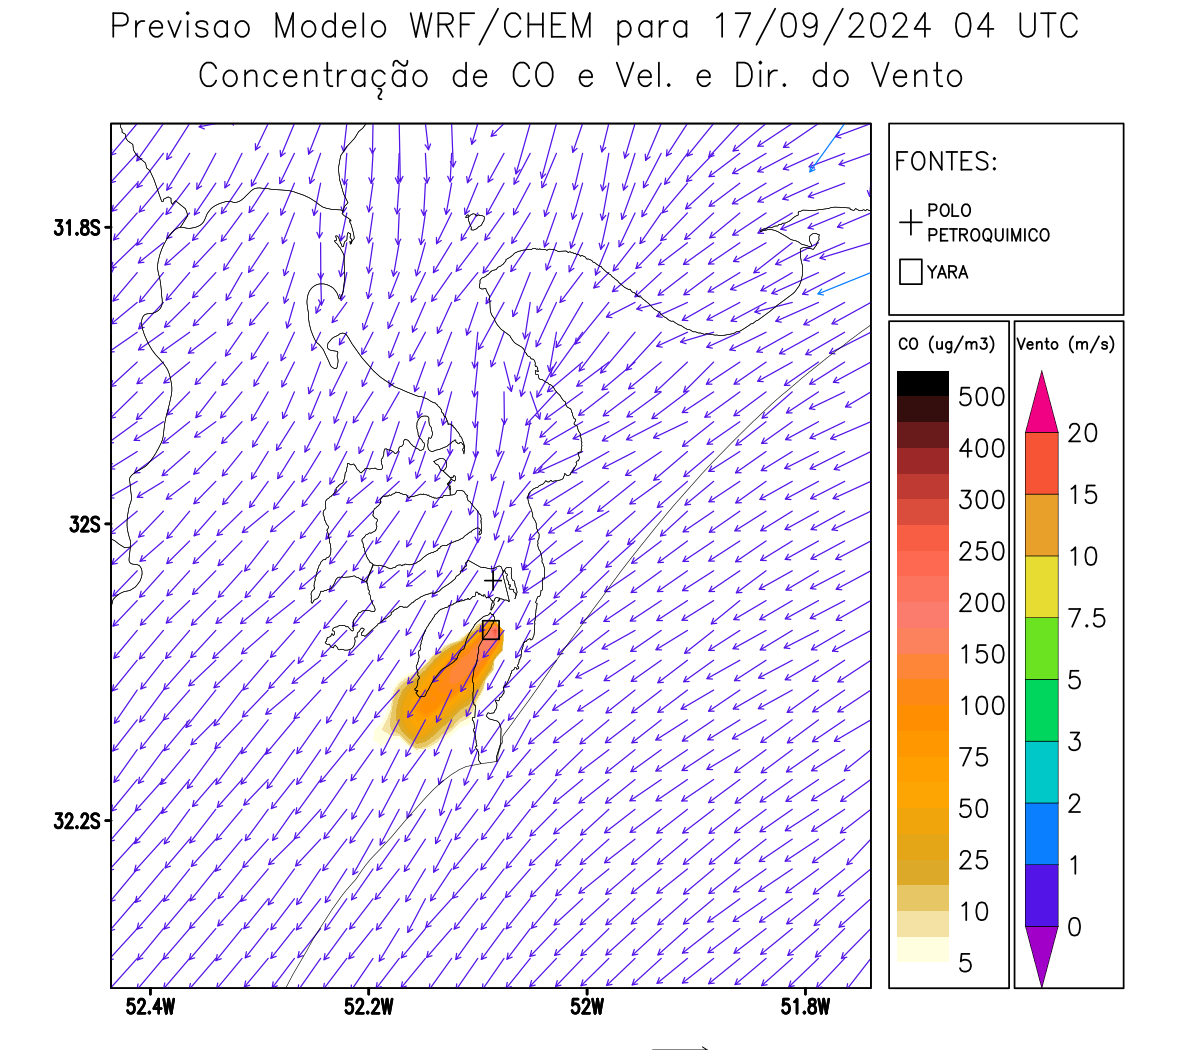 Previsao Modelo WRF/CHEM para 17/09/2024 04 UTC
Concentração de CO e Vel. e Dir. do Vento
FONTES:
POLO
PETROQUIMICO
YARA
31.8S
32S
32.2S
52.4W
52.2W
52W
51.8W
CO (ug/m3)
500
400
300
250
200
150
100
75
50
25
10
5
Vento (m/s)
20
15
10
7.5
5
3
2
1
0